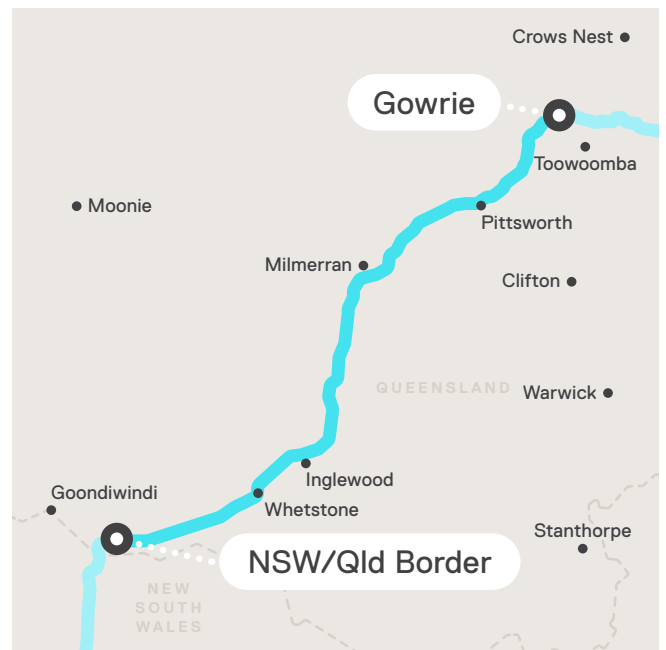 Crows Nest
Gowrie
Toowoomba
Moonie
Pittsworth
Milmerran
Clifton
QUEENSLAND
Warwick
Inglewood
Goondiwindi
Whetstone
Stanthorpe
NSW/Qld Border
NEW
SOUTH
WALES